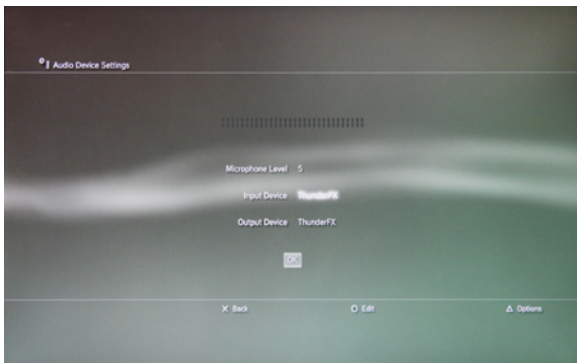 Audio Device Settings
Microphone Level 5
Input Device ThunderFX
Output Device ThunderFX
OK
X Back O Edit △ Options